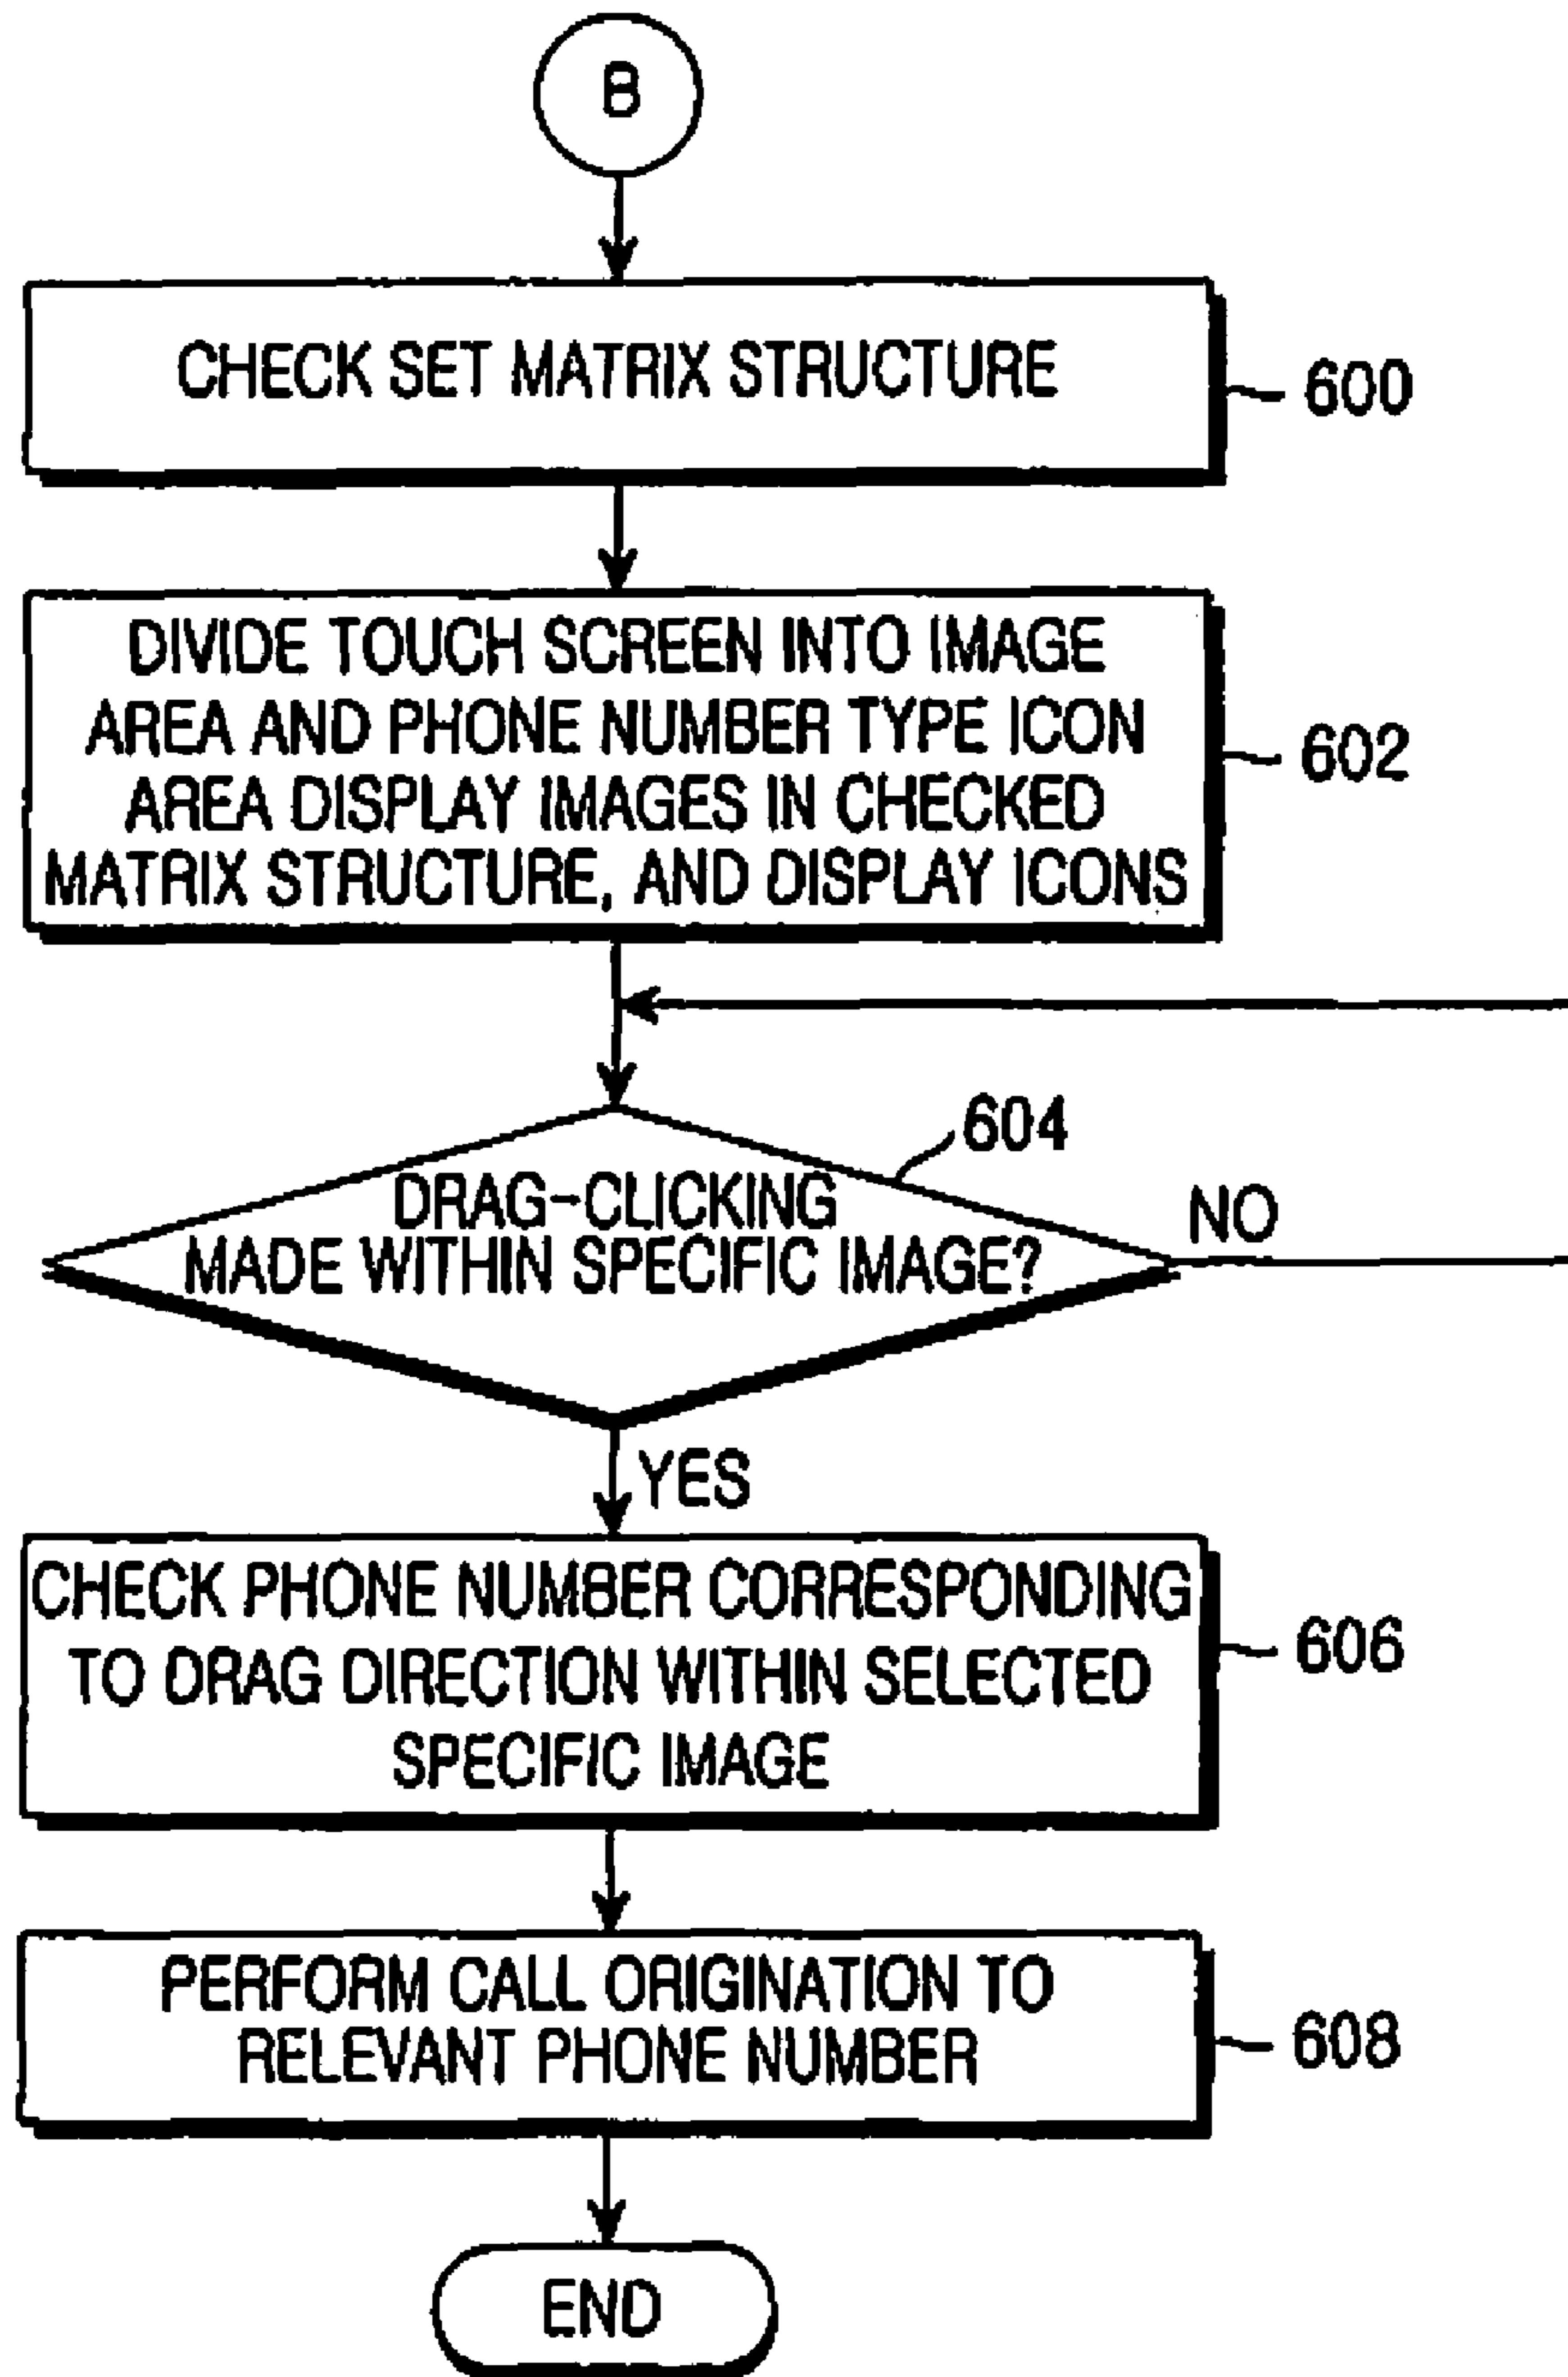 B
CHECK SET MATRIX STRUCTURE
600
DIVIDE TOUCH SCREEN INTO IMAGE
AREA AND PHONE NUMBER TYPE ICON
AREA DISPLAY IMAGES IN CHECKED
MATRIX STRUCTURE, AND DISPLAY ICONS
602
604
DRAG-CLICKING
MADE WITHIN SPECIFIC IMAGE?
NO
YES
CHECK PHONE NUMBER CORRESPONDING
TO DRAG DIRECTION WITHIN SELECTED
SPECIFIC IMAGE
606
PERFORM CALL ORIGINATION TO
RELEVANT PHONE NUMBER
608
END